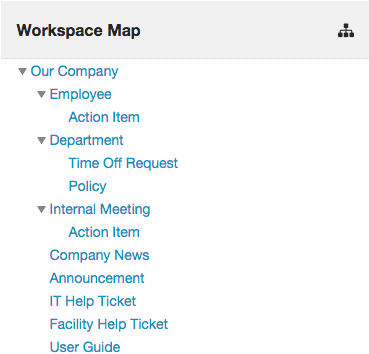 Workspace Map
Our Company
Employee
Action Item
Department
Time Off Request
Policy
Internal Meeting
Action Item
Company News
Announcement
IT Help Ticket
Facility Help Ticket
User Guide